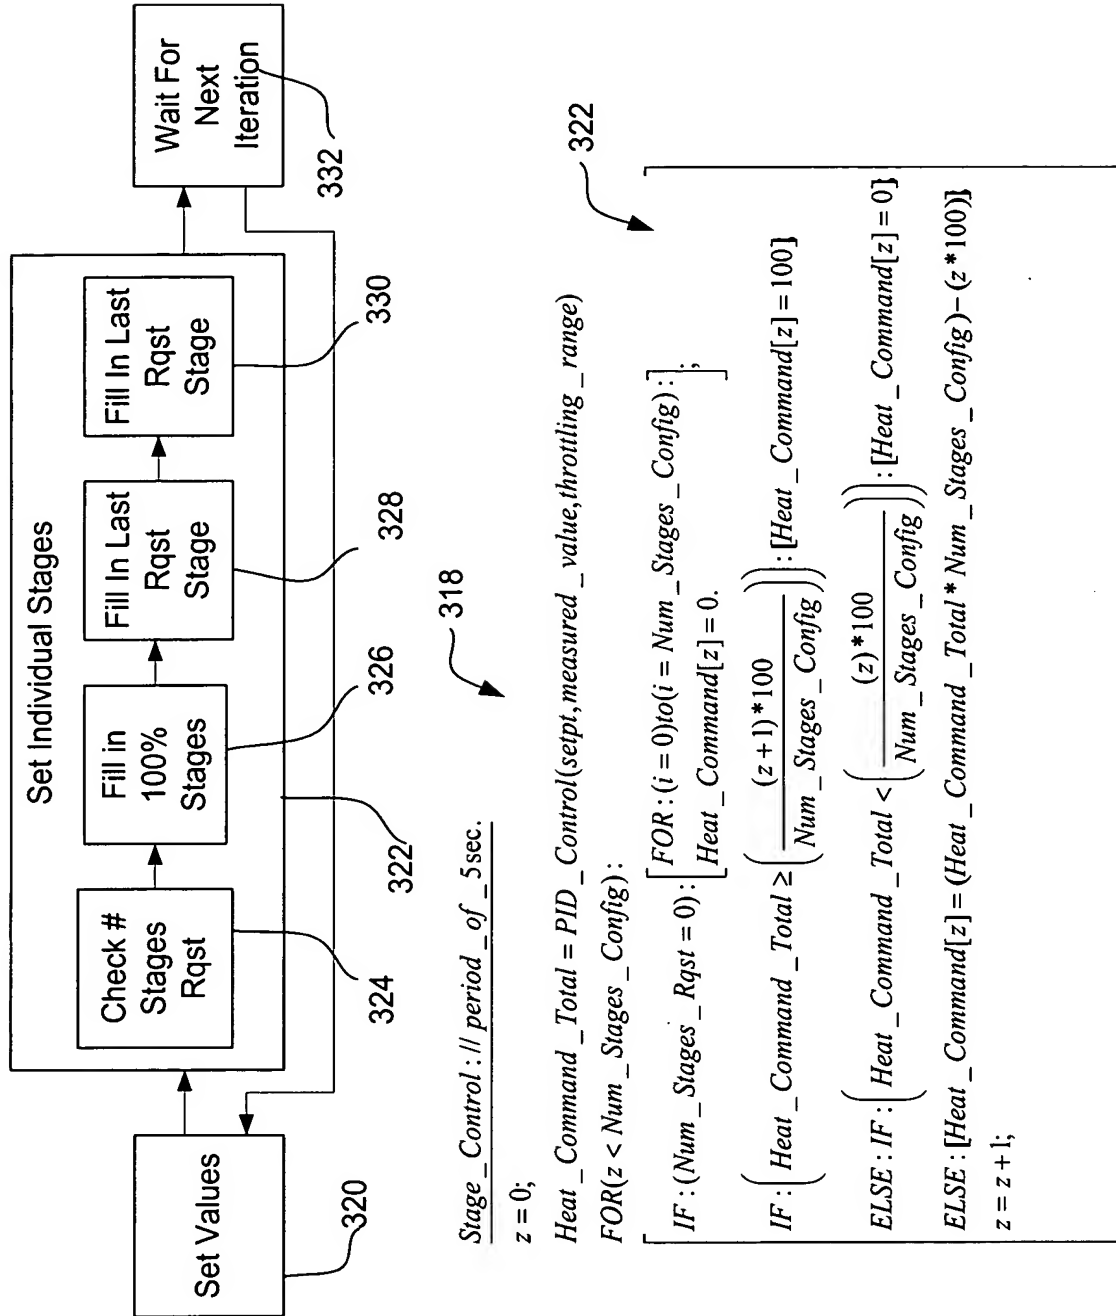 Set Values
320
Set Individual Stages
Check #
Stages
Rqst
324
Fill in
100%
Stages
326
Fill In Last
Rqst
Stage
328
Fill In Last
Rqst
Stage
330
322
Wait For
Next
Iteration
332
318
Stage_Control : // period_of_5sec.
z = 0;
Heat_Command_Total = PID_Control(setpt,measured_value,throttling_range)
FOR(z < Num_Stages_Config) :
322
IF : (Num_Stages_Rqst = 0) : [FOR : (i = 0)to(i = Num_Stages_Config) :
Heat_Command[z] = 0. ] ;
IF : ( Heat_Command_Total ≥ ( (z+1)*100 / Num_Stages_Config ) ) : [Heat_Command[z] = 100]
ELSE : IF : ( Heat_Command_Total < ( (z)*100 / Num_Stages_Config ) ) : [Heat_Command[z] = 0]
ELSE : [Heat_Command[z] = (Heat_Command_Total * Num_Stages_Config) – (z *100)]
z = z+1;